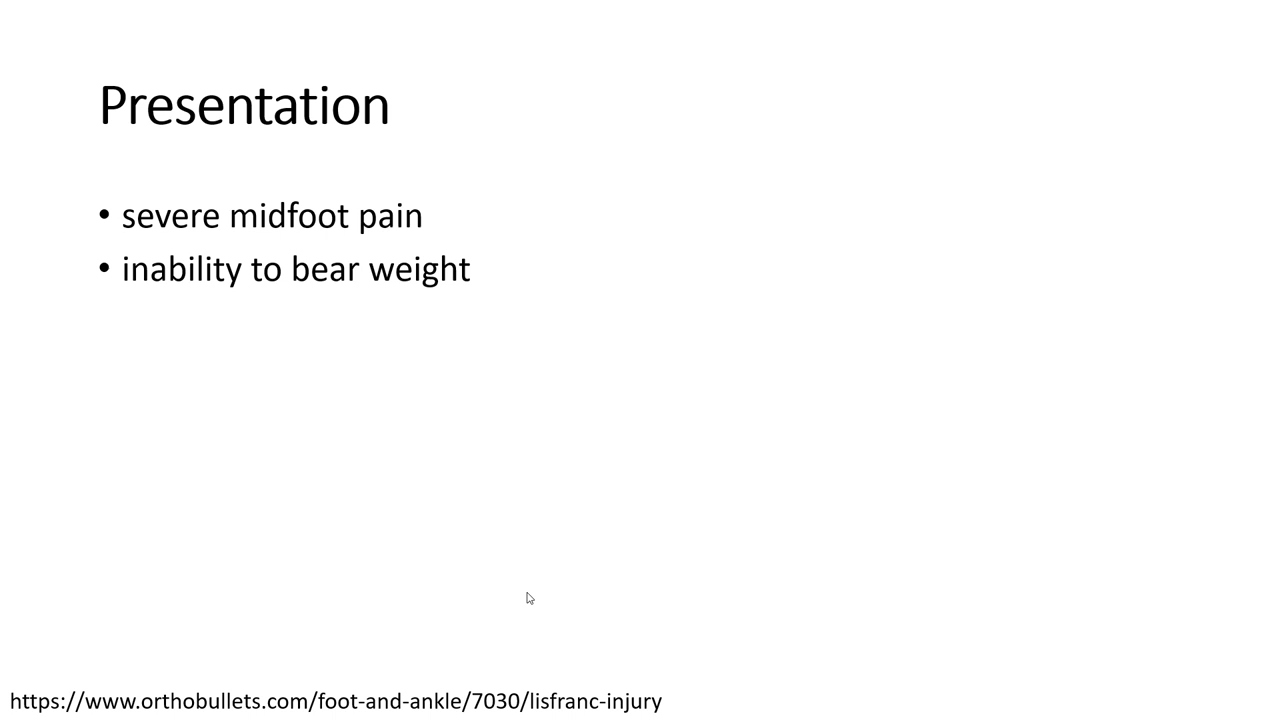 Presentation
• severe midfoot pain
• inability to bear weight
https://www.orthobullets.com/foot-and-ankle/7030/lisfranc-injury